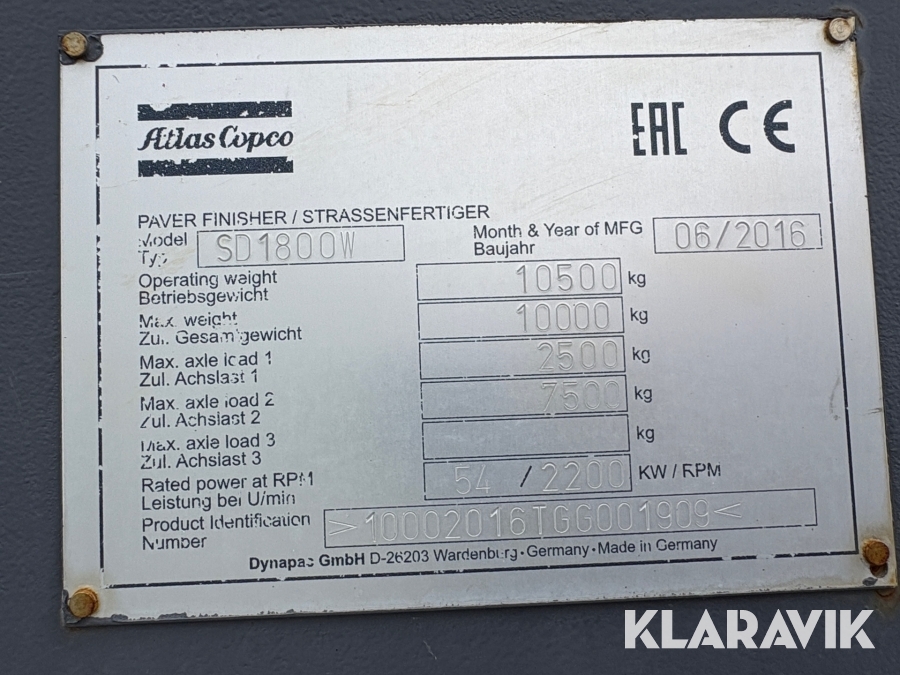 Atlas Copco
EAC CE
PAVER FINISHER / STRASSENFERTIGER
Model SD1800W Month & Year of MFG 06/2016
Typ Baujahr
Operating weight 10500 kg
Betriebsgewicht
Max. weight 10000 kg
Zul. Gesamtgewicht
Max. axle load 1 2500 kg
Zul. Achslast 1
Max. axle load 2 7500 kg
Zul. Achslast 2
Max. axle load 3 kg
Zul. Achslast 3
Rated power at RPM 54 / 2200 KW / RPM
Leistung bei U/min
Product Identification >10002016TGG001909<
Number
Dynapac GmbH D-26203 Wardenburg · Germany · Made in Germany
KLARAVIK